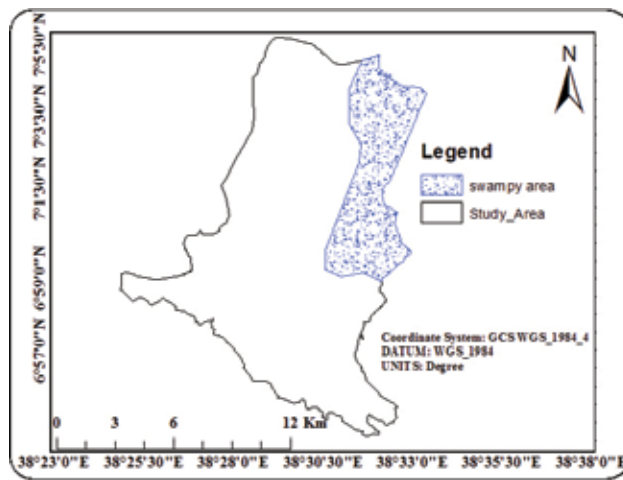 7°5'30"N
7°3'30"N
7°1'30"N
6°59'0"N
6°57'0"N
N
Legend
swampy area
Study_Area
Coordinate System: GCS WGS_1984_4
DATUM: WGS_1984
UNITS: Degree
0 3 6 12 Km
38°23'0"E 38°25'30"E 38°28'0"E 38°30'30"E 38°33'0"E 38°35'30"E 38°38'0"E